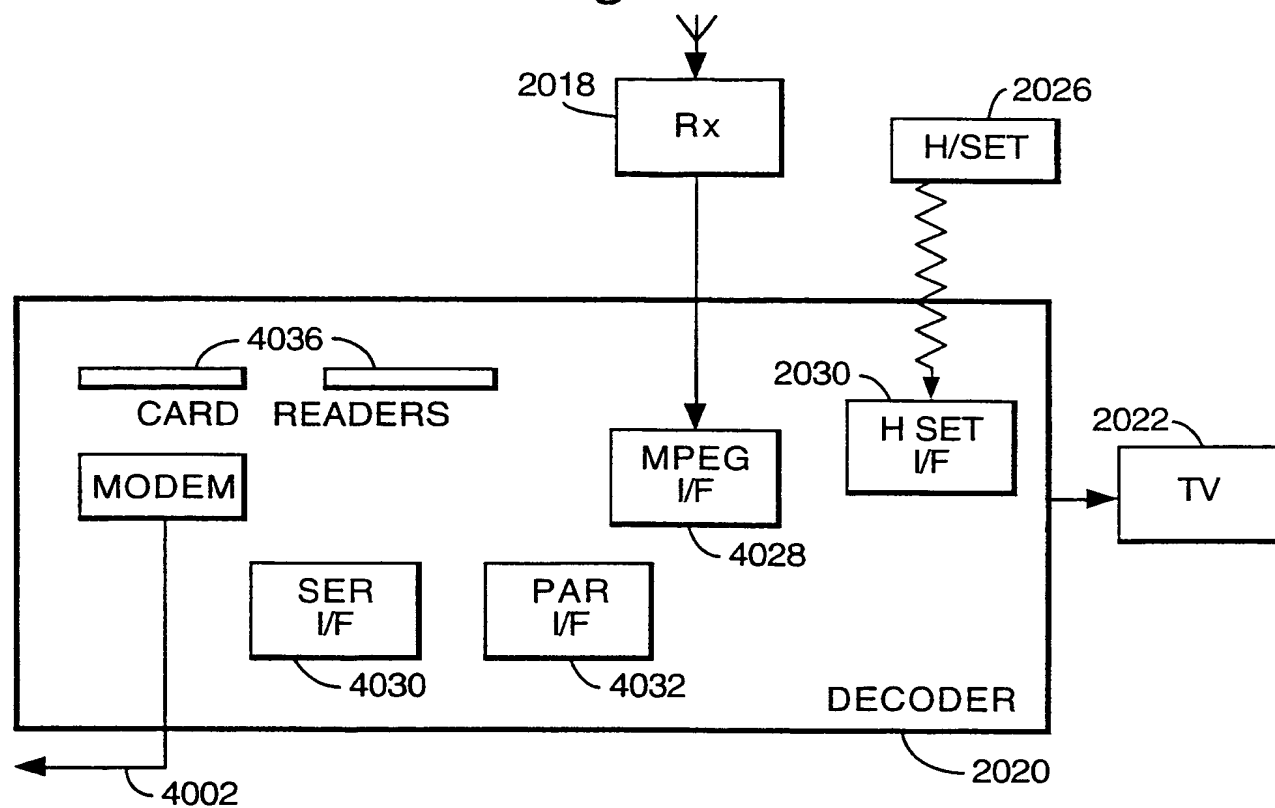 2018
Rx
2026
H/SET
4036
CARD READERS
2030
H SET
I/F
MPEG
I/F
4028
2022
TV
MODEM
SER
I/F
4030
PAR
I/F
4032
DECODER
2020
4002